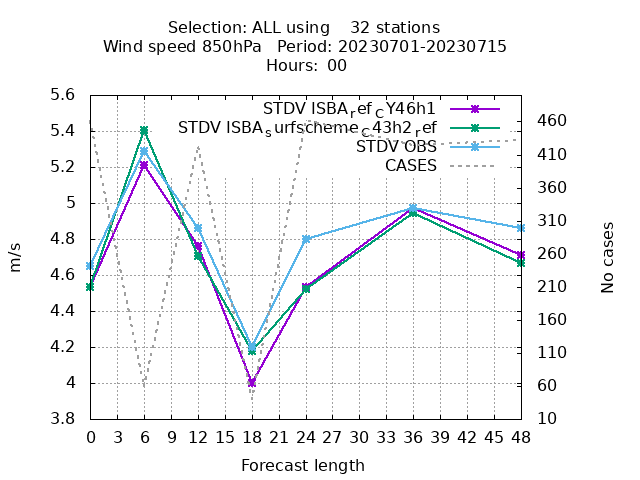 Selection: ALL using    32 stations
Wind speed 850hPa   Period: 20230701-20230715
Hours:  00
STDV ISBA_ref_CY46h1
STDV ISBA_surfscheme_C43h2_ref
STDV OBS
CASES
5.6
5.4
5.2
5
4.8
4.6
4.4
4.2
4
3.8
m/s
460
410
360
310
260
210
160
110
60
10
No cases
0 3 6 9 12 15 18 21 24 27 30 33 36 39 42 45 48
Forecast length